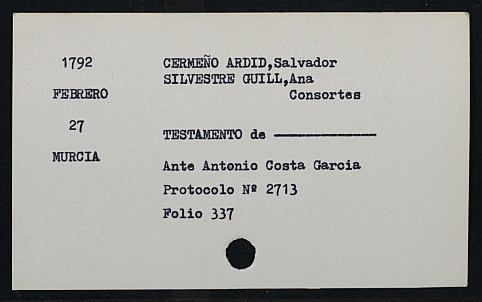 1792
CERMEÑO ARDID,Salvador
SILVESTRE GUILL,Ana
FEBRERO
Consortes
27
TESTAMENTO de ——————
MURCIA
Ante Antonio Costa Garcia
Protocolo Nº 2713
Folio 337